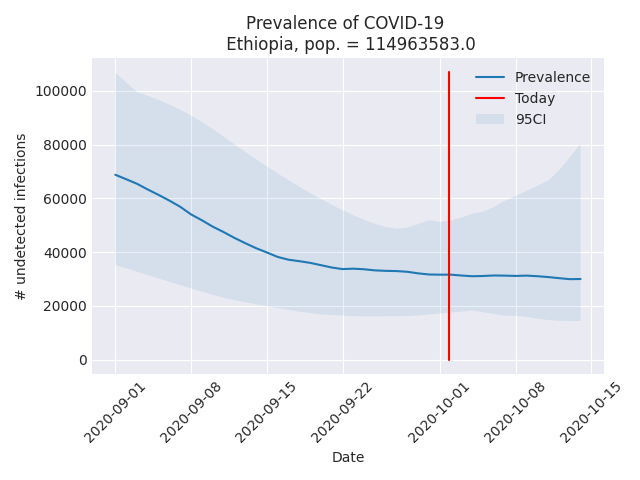 Prevalence of COVID-19
Ethiopia, pop. = 114963583.0
Prevalence
Today
95CI
# undetected infections
100000
80000
60000
40000
20000
0
2020-09-01
2020-09-08
2020-09-15
2020-09-22
2020-10-01
2020-10-08
2020-10-15
Date